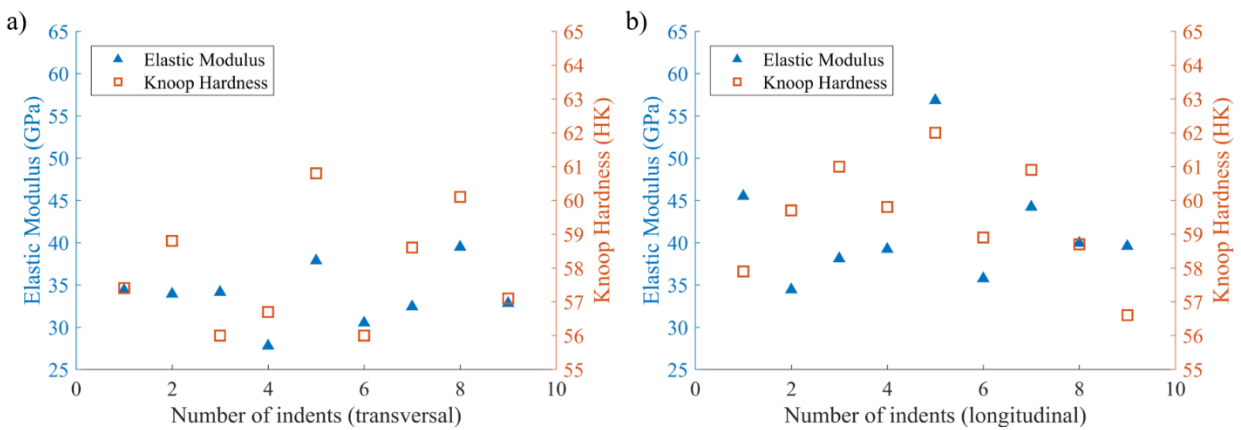 a)
65
60
55
50
45
40
35
30
25
Elastic Modulus (GPa)
Elastic Modulus
Knoop Hardness
65
64
63
62
61
60
59
58
57
56
55
Knoop Hardness (HK)
0 2 4 6 8 10
Number of indents (transversal)
b)
65
60
55
50
45
40
35
30
25
Elastic Modulus (GPa)
Elastic Modulus
Knoop Hardness
65
64
63
62
61
60
59
58
57
56
55
Knoop Hardness (HK)
0 2 4 6 8 10
Number of indents (longitudinal)